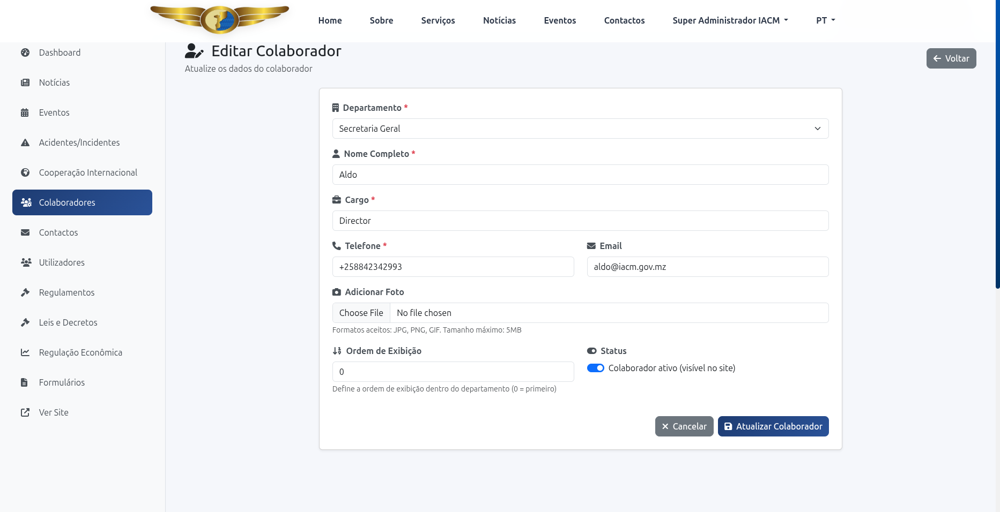 Home Sobre Serviços Notícias Eventos Contactos Super Administrador IACM PT
Dashboard
Notícias
Eventos
Acidentes/Incidentes
Cooperação Internacional
Colaboradores
Contactos
Utilizadores
Regulamentos
Leis e Decretos
Regulação Econômica
Formulários
Ver Site
Editar Colaborador
Atualize os dados do colaborador
Voltar
Departamento *
Secretaria Geral
Nome Completo *
Aldo
Cargo *
Director
Telefone * Email
+258842342993 aldo@iacm.gov.mz
Adicionar Foto
Choose File No file chosen
Formatos aceitos: JPG, PNG, GIF. Tamanho máximo: 5MB
Ordem de Exibição Status
0 Colaborador ativo (visível no site)
Define a ordem de exibição dentro do departamento (0 = primeiro)
Cancelar Atualizar Colaborador